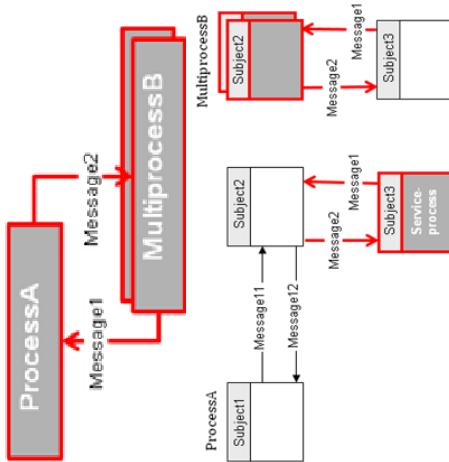 ProcessA
Message1
Message2
MultiprocessB
ProcessA
Subject1
Message11
Message12
Subject2
Message2
Message1
Subject3
Service-
process
MultiprocessB
Subject2
Message2
Message1
Subject3